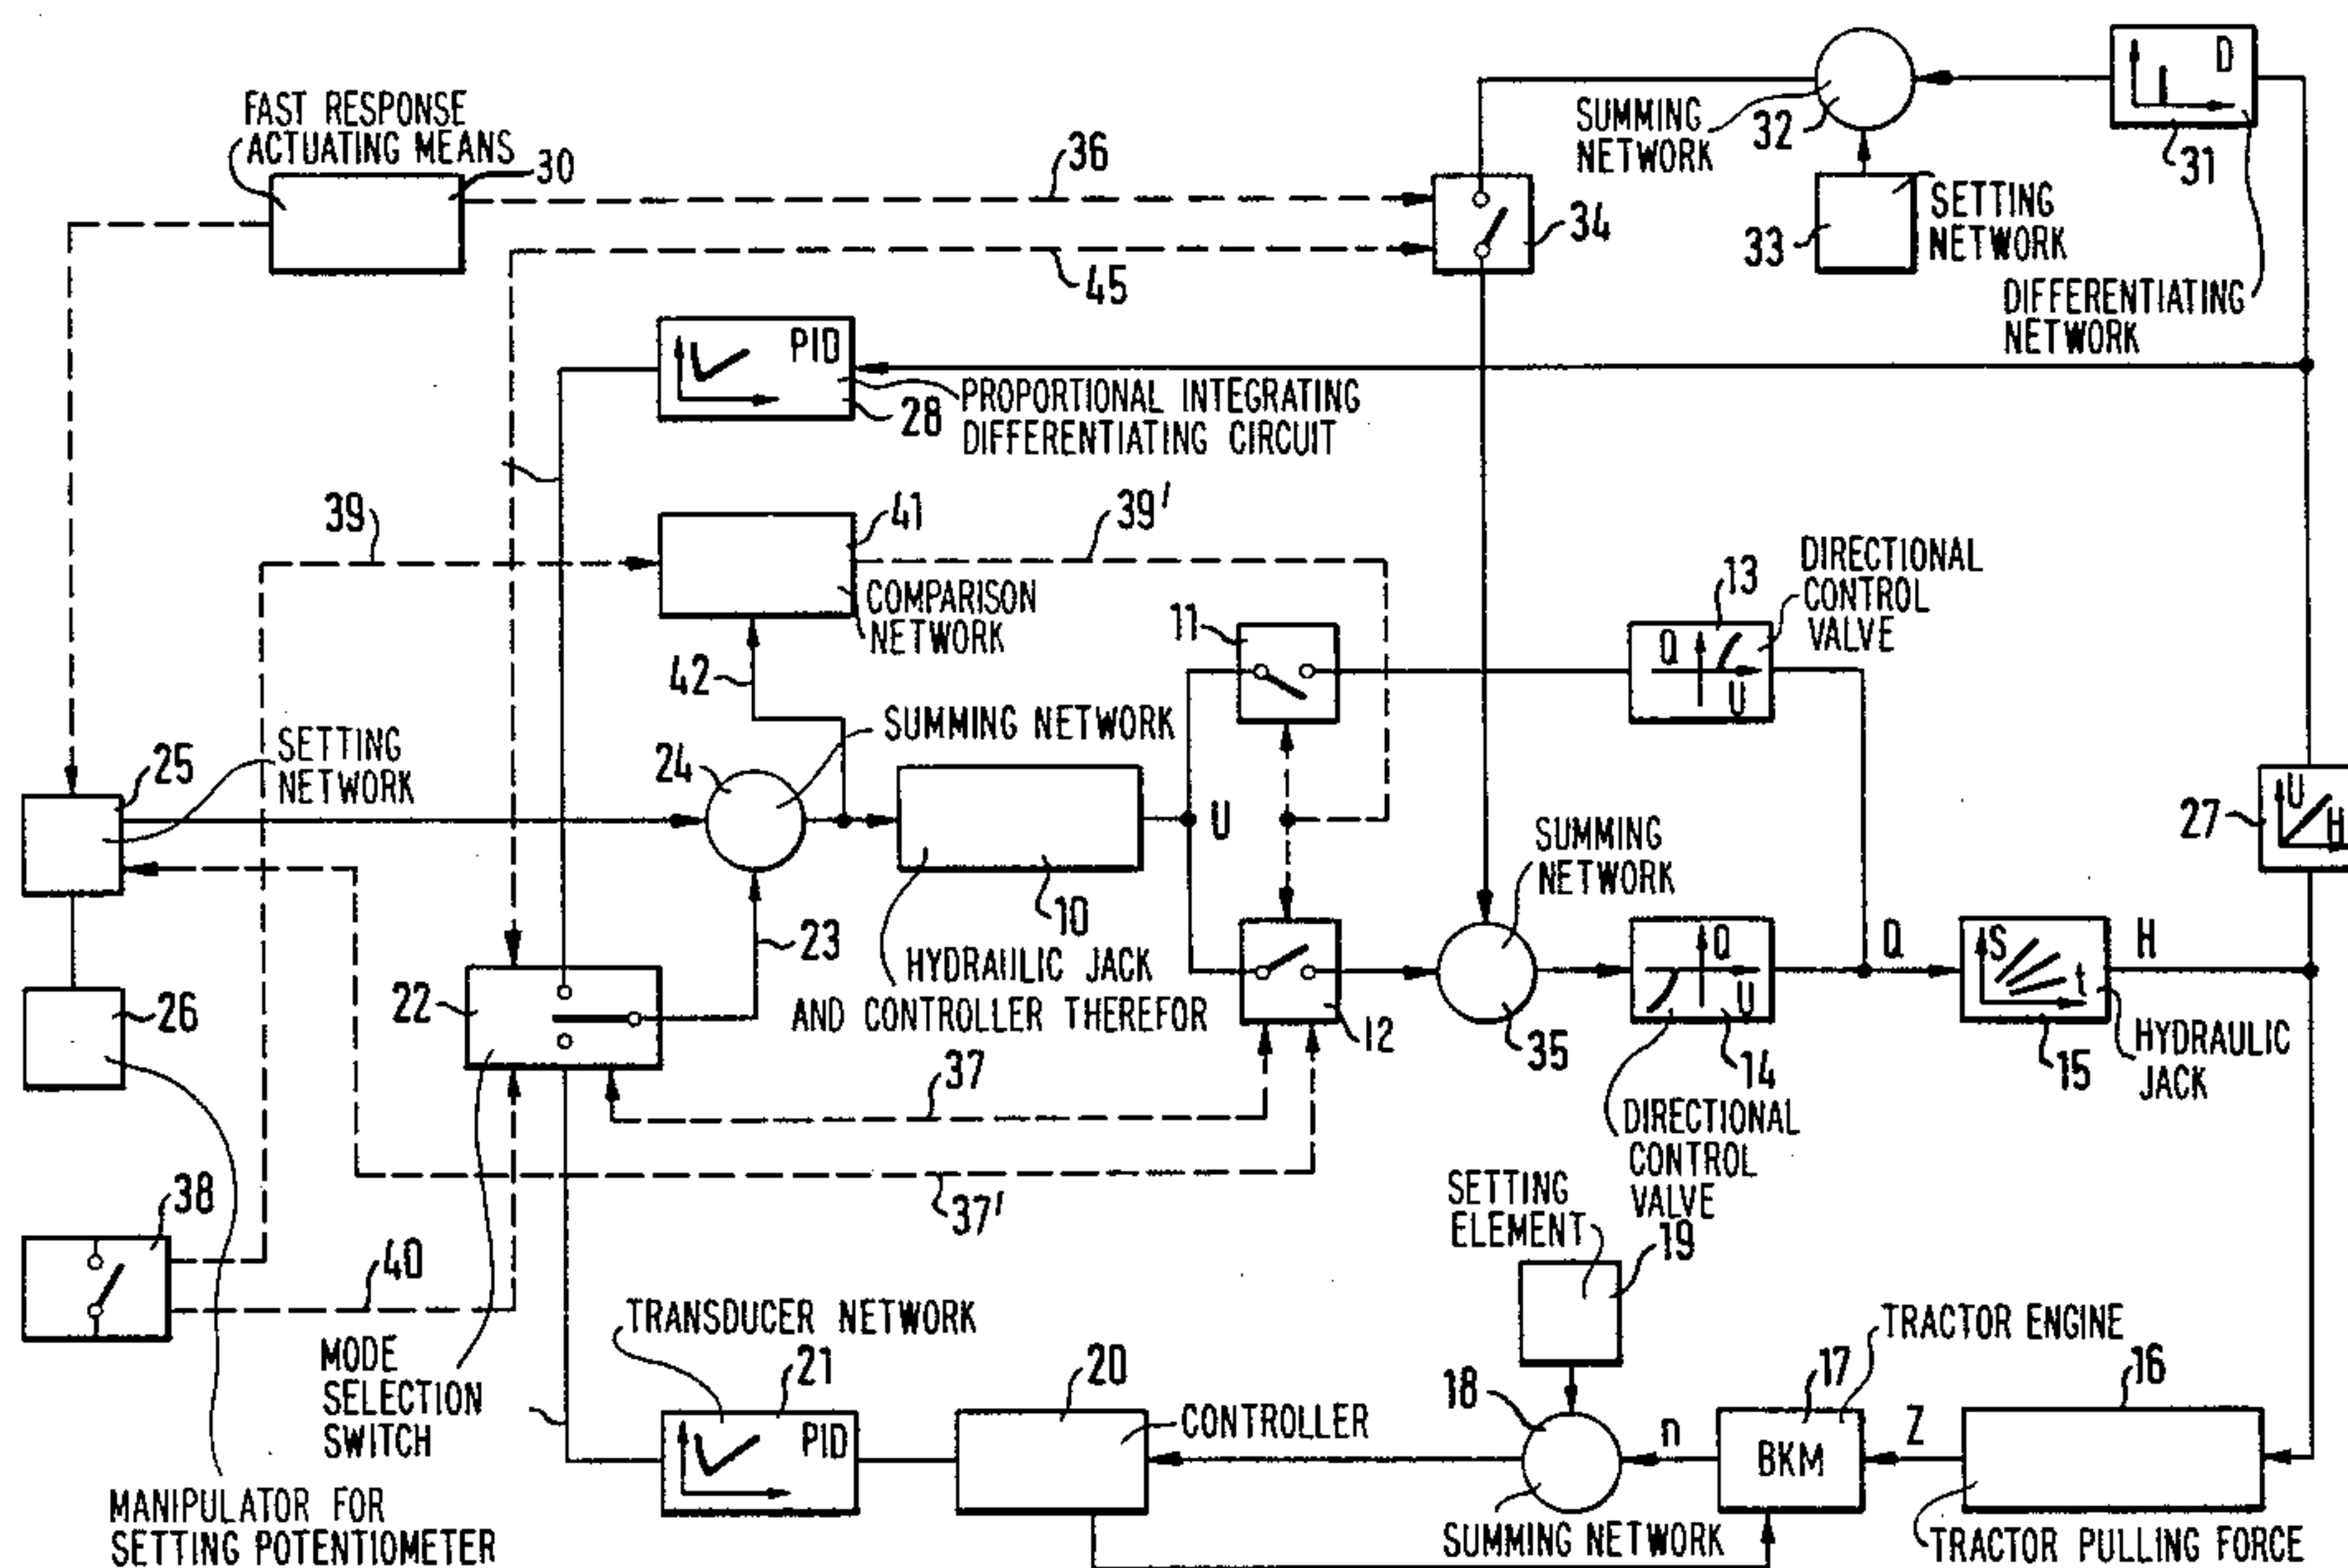 FAST RESPONSE
ACTUATING MEANS
30
36
45
34
SUMMING
NETWORK
32
33
SETTING
NETWORK
D
31
DIFFERENTIATING
NETWORK
PID
28
PROPORTIONAL INTEGRATING
DIFFERENTIATING CIRCUIT
39
41
39'
COMPARISON
NETWORK
42
11
13
Q
U
DIRECTIONAL
CONTROL
VALVE
25
SETTING
NETWORK
24
SUMMING NETWORK
U
10
HYDRAULIC JACK
AND CONTROLLER THEREFOR
SUMMING
NETWORK
27
U
H
26
22
23
12
35
Q
U
14
DIRECTIONAL
CONTROL
VALVE
Q
S
t
15
H
HYDRAULIC
JACK
37
37'
38
40
MODE
SELECTION
SWITCH
MANIPULATOR FOR
SETTING POTENTIOMETER
TRANSDUCER NETWORK
21
PID
20
CONTROLLER
SETTING
ELEMENT
19
18
SUMMING NETWORK
n
17
BKM
TRACTOR ENGINE
Z
16
TRACTOR PULLING FORCE